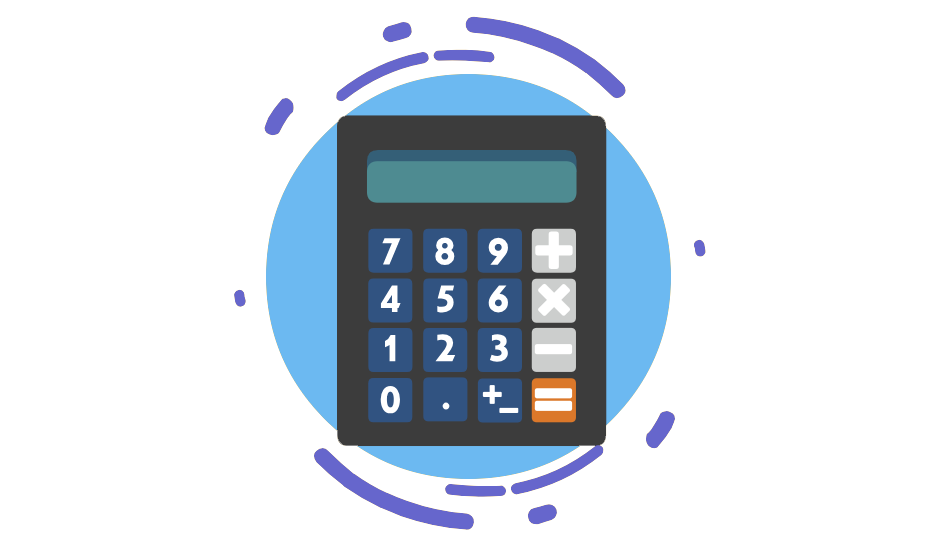 7 8 9 +
4 5 6 ×
1 2 3 −
0 . +− =